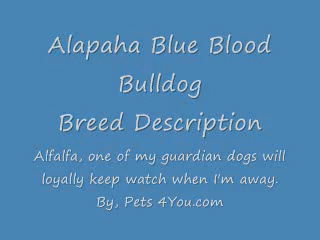 Alapaha Blue Blood
Bulldog
Breed Description
Alfalfa, one of my guardian dogs will
loyally keep watch when I'm away.
By, Pets 4You.com